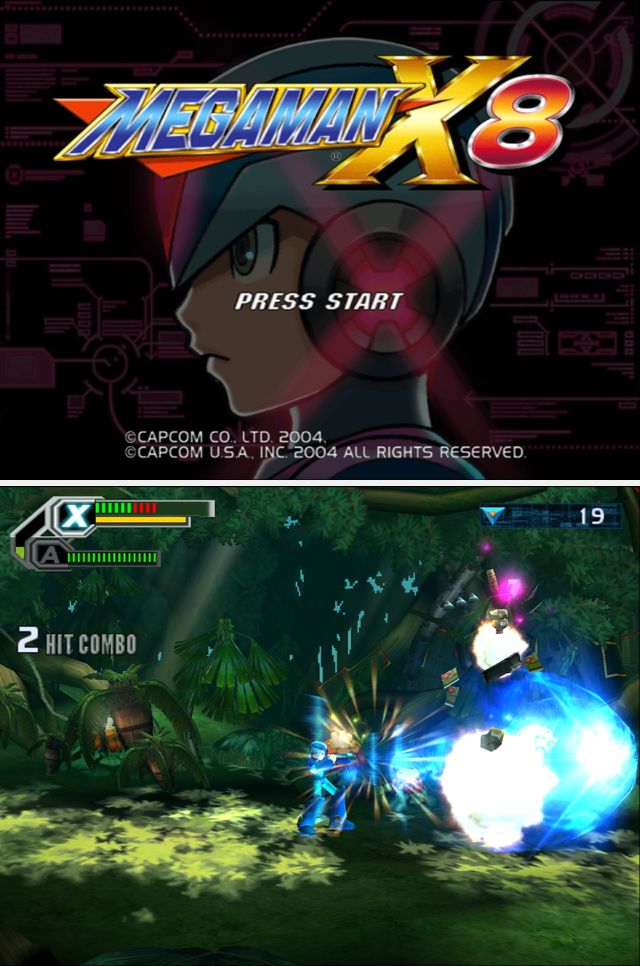 MEGAMAN X8
®
PRESS START
©CAPCOM CO., LTD. 2004,
©CAPCOM U.S.A., INC. 2004 ALL RIGHTS RESERVED.
X
19
A
2 HIT COMBO